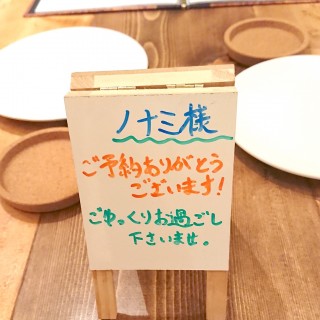 ノナミ様
ご予約ありがとう
ございます!
ごゆっくりお過ごし
下さいませ。